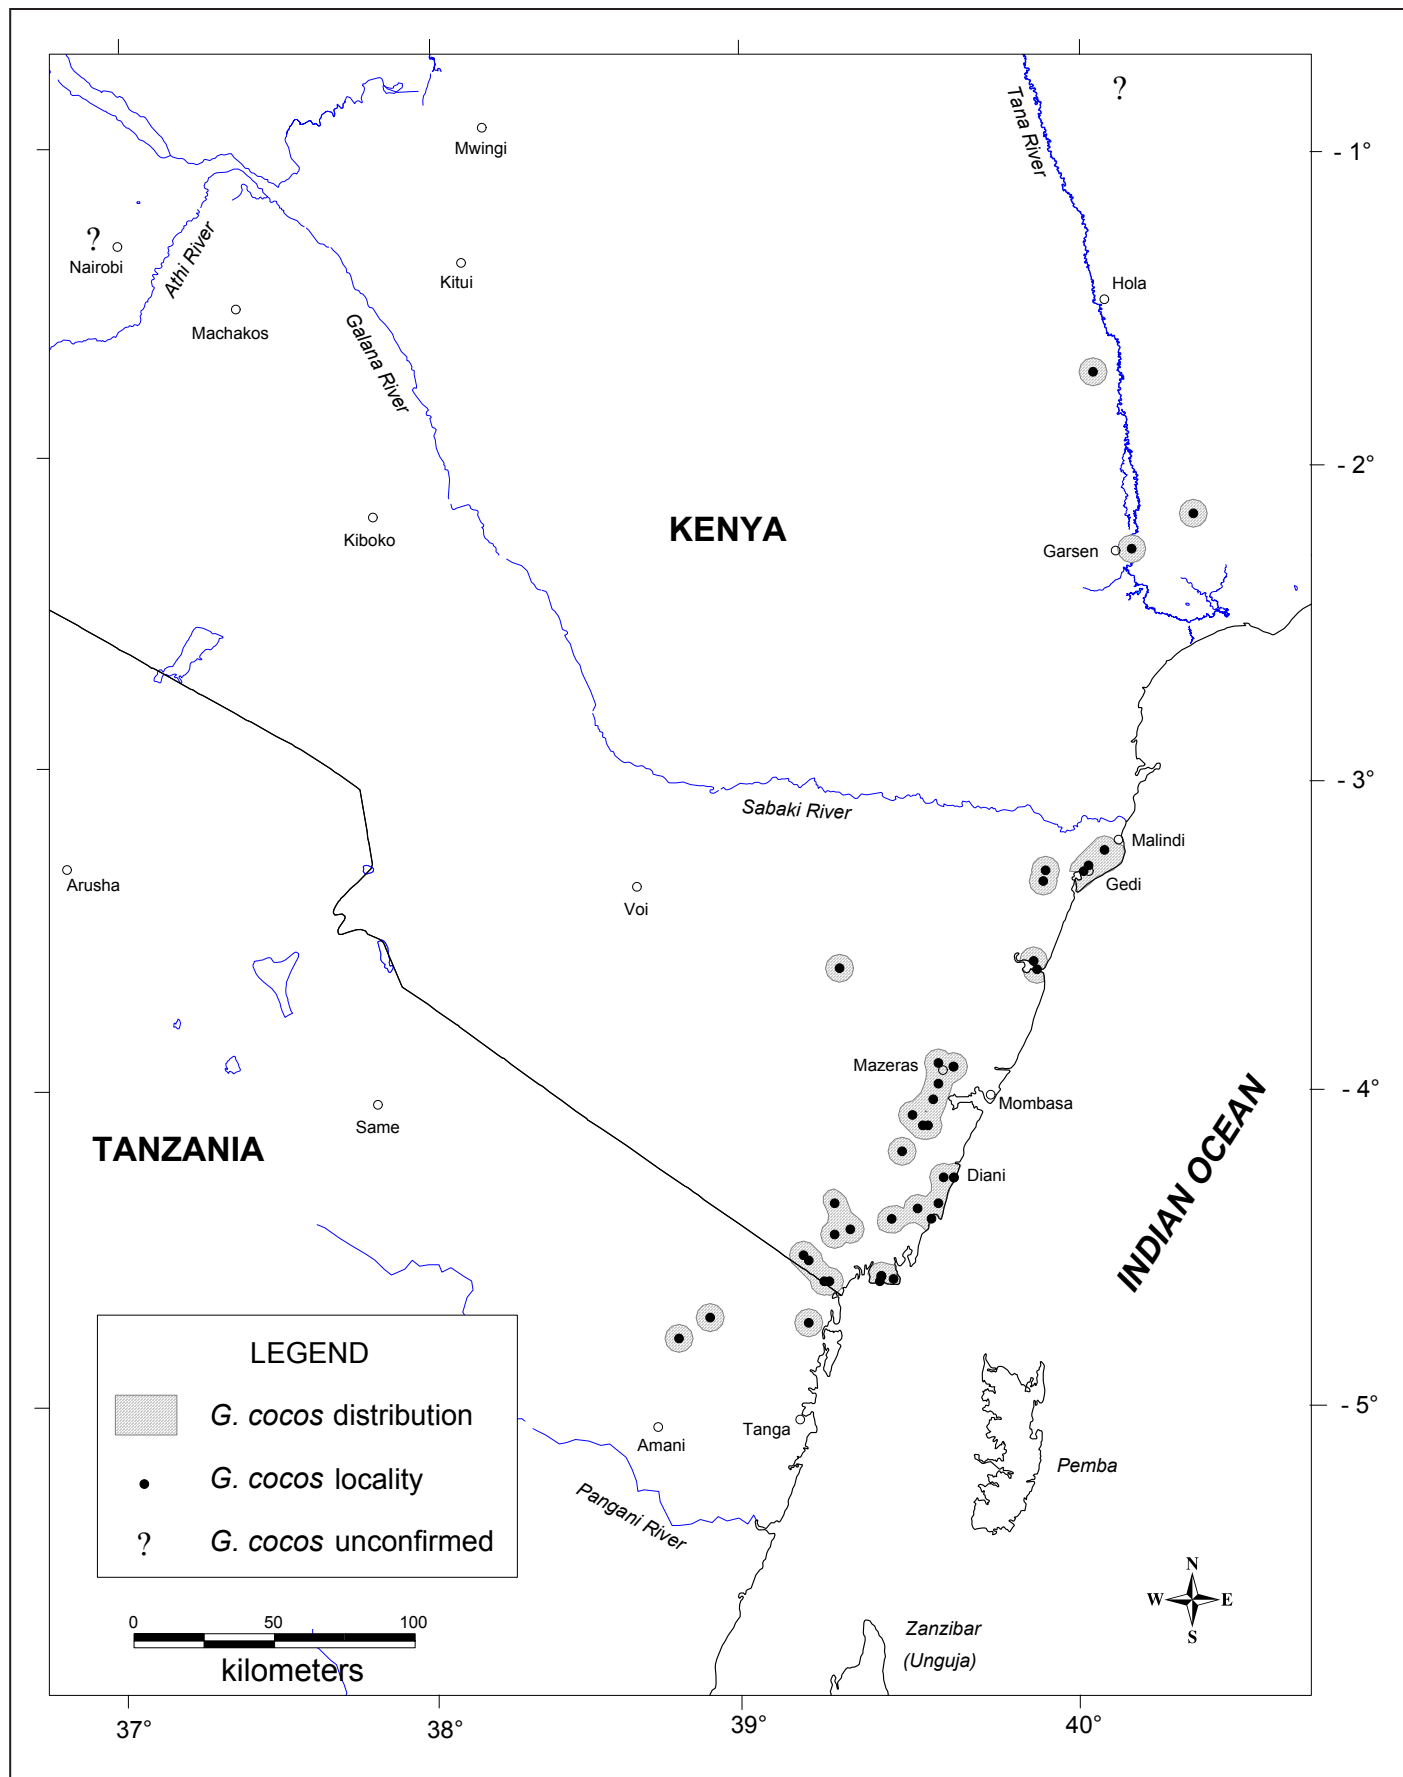 ?
Tana River
Mwingi
- 1°
?
Nairobi
Athi River
Kitui
Hola
Machakos
Galana River
- 2°
Kiboko
KENYA
Garsen
- 3°
Sabaki River
Malindi
Arusha
Voi
Gedi
Mazeras
- 4°
Mombasa
Same
TANZANIA
Diani
INDIAN OCEAN
LEGEND
G. cocos distribution
G. cocos locality
? G. cocos unconfirmed
- 5°
Tanga
Amani
Pemba
Pangani River
N
W E
S
0 50 100
kilometers
Zanzibar
(Unguja)
37° 38° 39° 40°